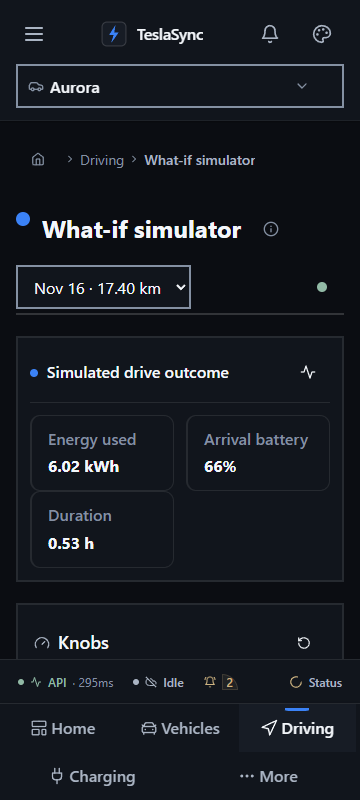 TeslaSync
Aurora
Driving
What-if simulator
What-if simulator
Nov 16 · 17.40 km
Simulated drive outcome
Energy used
6.02 kWh
Arrival battery
66%
Duration
0.53 h
Knobs
API · 295ms
Idle
2
Status
Home
Vehicles
Driving
Charging
More